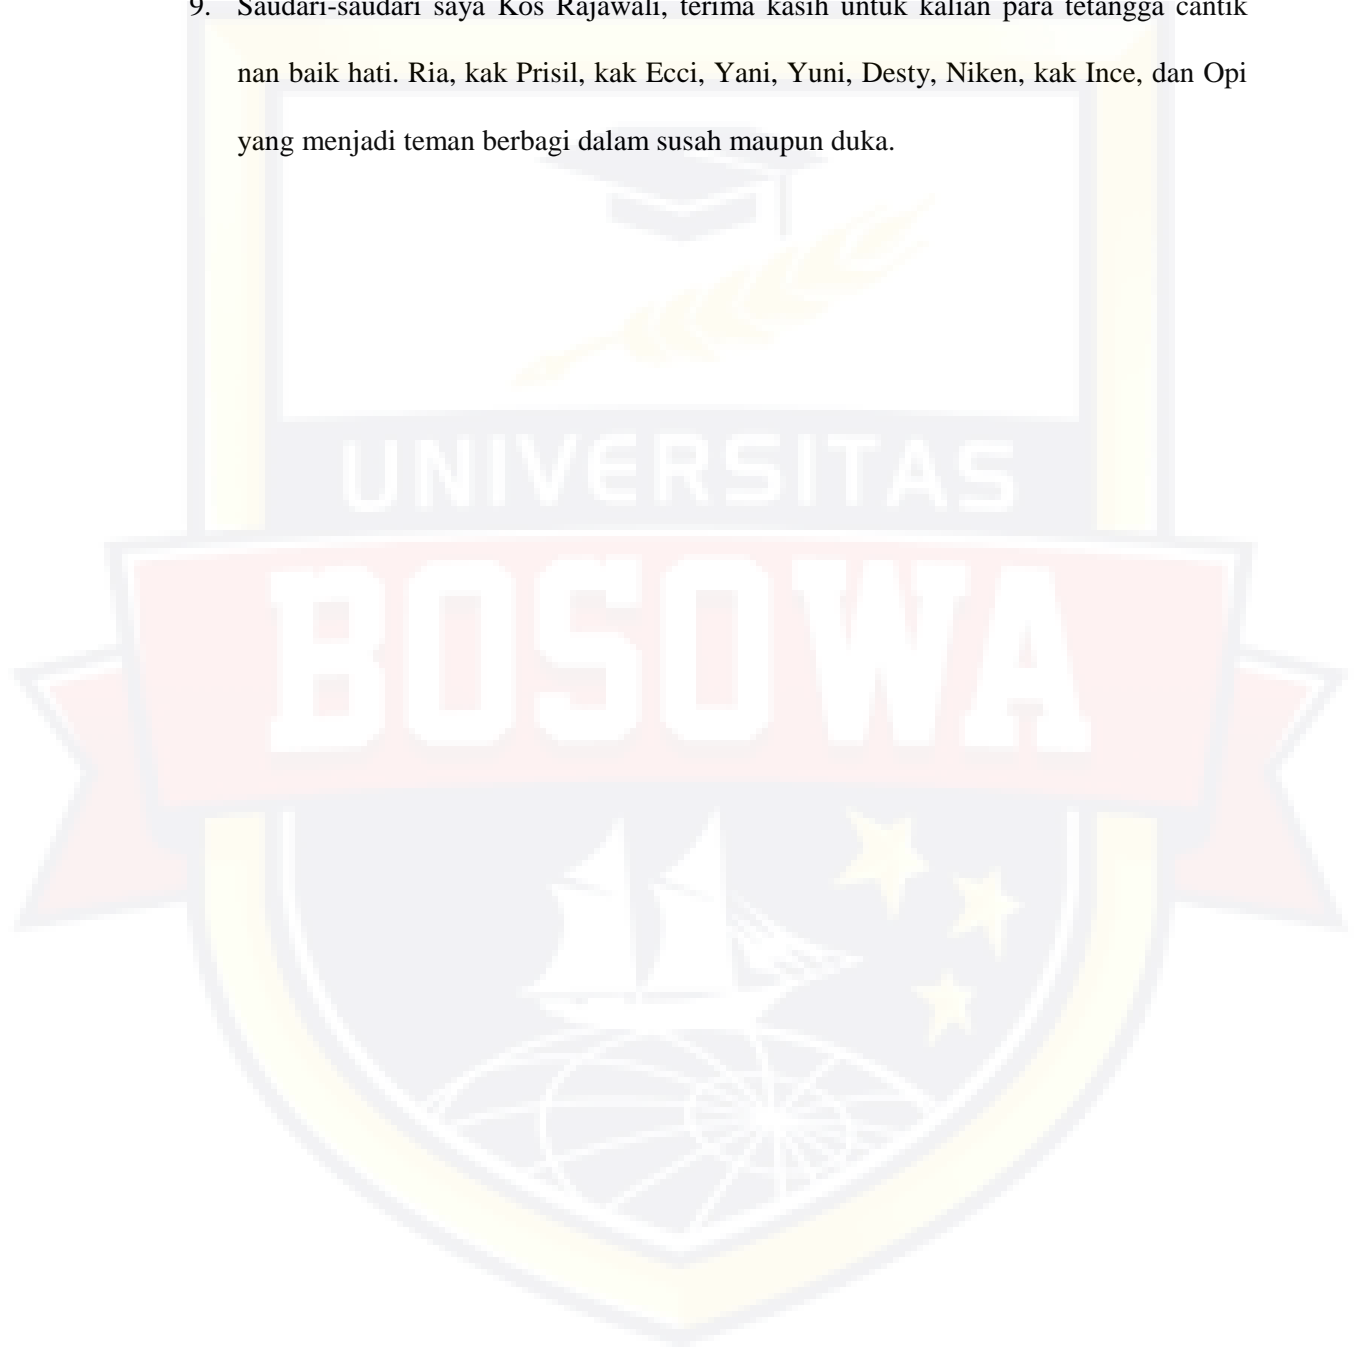 9. Saudari-saudari saya Kos Rajawali, terima kasih untuk kalian para tetangga cantik
nan baik hati. Ria, kak Prisil, kak Ecci, Yani, Yuni, Desty, Niken, kak Ince, dan Opi
yang menjadi teman berbagi dalam susah maupun duka.
UNIVERSITAS
BOSOWA